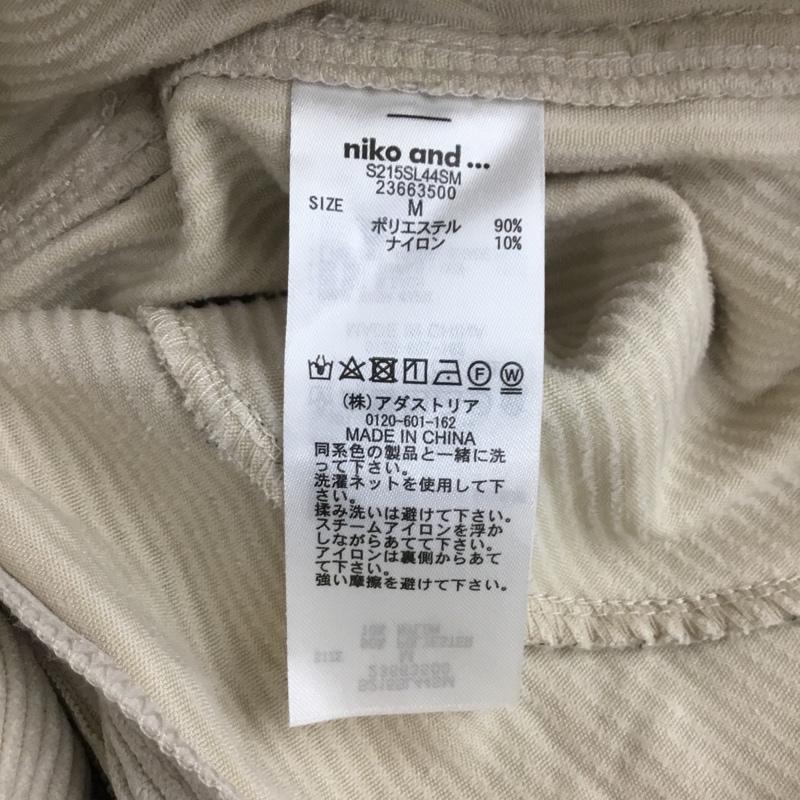 niko and ...
S215SL44SM
23663500
SIZE M
ポリエステル 90%
ナイロン 10%
F W
(株)アダストリア
0120-601-162
MADE IN CHINA
同系色の製品と一緒に洗
って下さい。
洗濯ネットを使用して下
さい。
揉み洗いは避けて下さい。
スチームアイロンを浮か
しながらあてて下さい。
アイロンは裏側からあて
て下さい。
強い摩擦を避けて下さい。